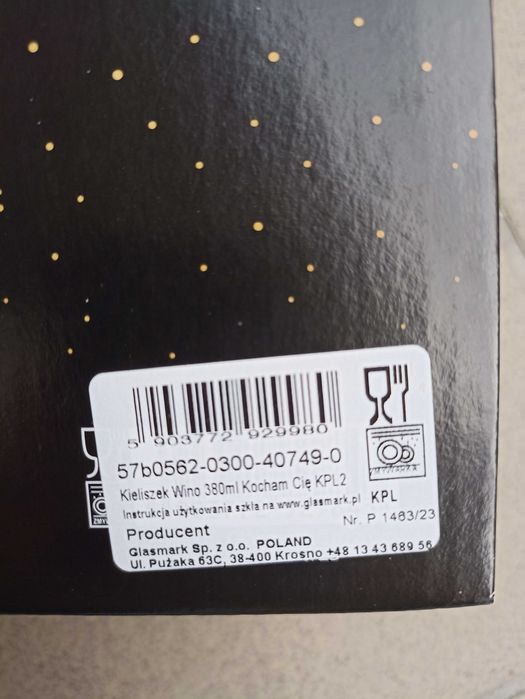 5 903772 929980
57b0562-0300-40749-0
Kieliszek Wino 380ml Kocham Cię KPL2
Instrukcja użytkowania szkła na www.glasmark.pl
KPL
ZMYWARKA
Nr. P 1463/23
Producent
Glasmark Sp. z o.o. POLAND
Ul. Pużaka 63C, 38-400 Krosno +48 13 43 689 56